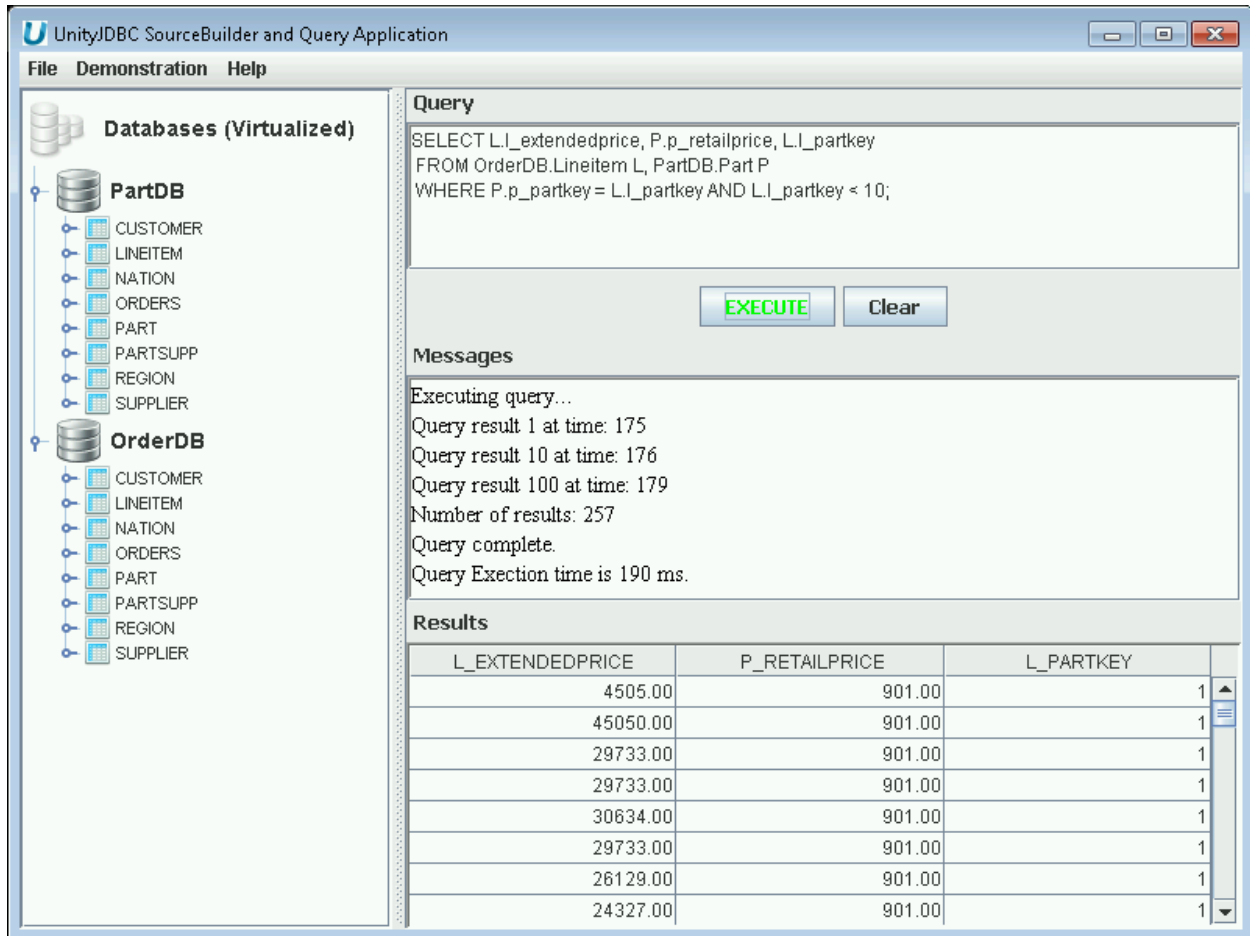 UnityJDBC SourceBuilder and Query Application
File Demonstration Help
Databases (Virtualized)
PartDB
CUSTOMER
LINEITEM
NATION
ORDERS
PART
PARTSUPP
REGION
SUPPLIER
OrderDB
CUSTOMER
LINEITEM
NATION
ORDERS
PART
PARTSUPP
REGION
SUPPLIER
Query
SELECT L.l_extendedprice, P.p_retailprice, L.l_partkey
FROM OrderDB.Lineitem L, PartDB.Part P
WHERE P.p_partkey = L.l_partkey AND L.l_partkey < 10;
EXECUTE Clear
Messages
Executing query...
Query result 1 at time: 175
Query result 10 at time: 176
Query result 100 at time: 179
Number of results: 257
Query complete.
Query Exection time is 190 ms.
Results
L_EXTENDEDPRICE P_RETAILPRICE L_PARTKEY
4505.00 901.00 1
45050.00 901.00 1
29733.00 901.00 1
29733.00 901.00 1
30634.00 901.00 1
29733.00 901.00 1
26129.00 901.00 1
24327.00 901.00 1